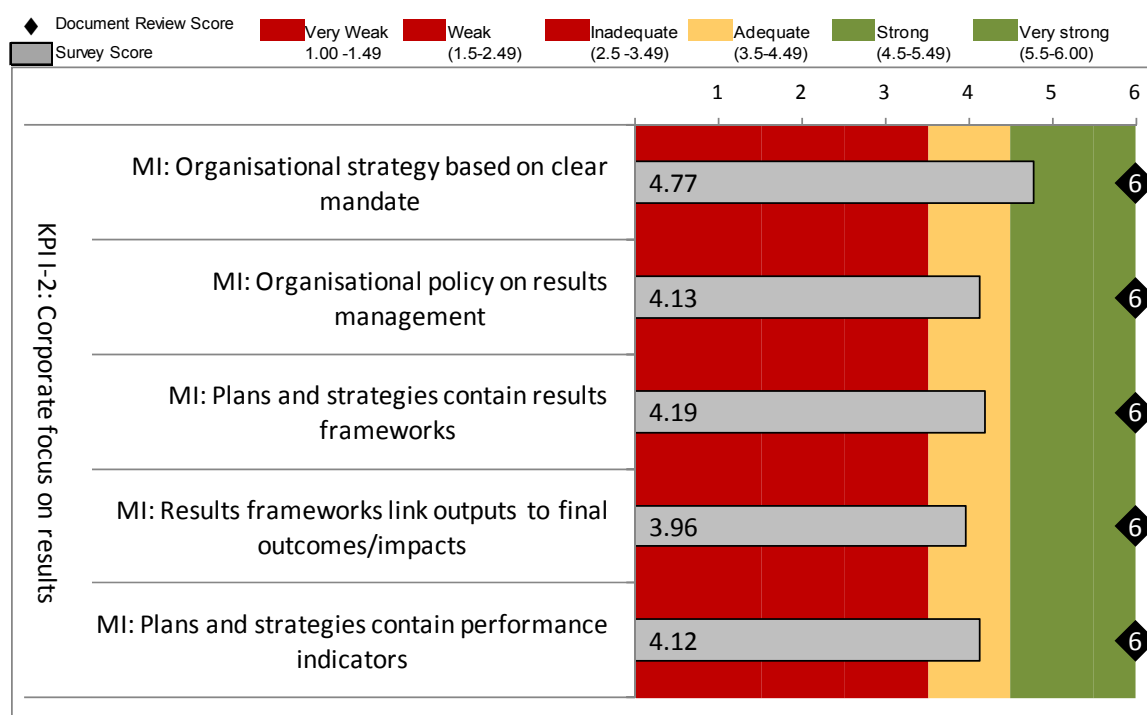 Document Review Score
Survey Score
Very Weak
1.00 -1.49
Weak
(1.5-2.49)
Inadequate
(2.5 -3.49)
Adequate
(3.5-4.49)
Strong
(4.5-5.49)
Very strong
(5.5-6.00)
1 2 3 4 5 6
KPI I-2: Corporate focus on results
MI: Organisational strategy based on clear
mandate
4.77
6
MI: Organisational policy on results
management
4.13
6
MI: Plans and strategies contain results
frameworks
4.19
6
MI: Results frameworks link outputs to final
outcomes/impacts
3.96
6
MI: Plans and strategies contain performance
indicators
4.12
6